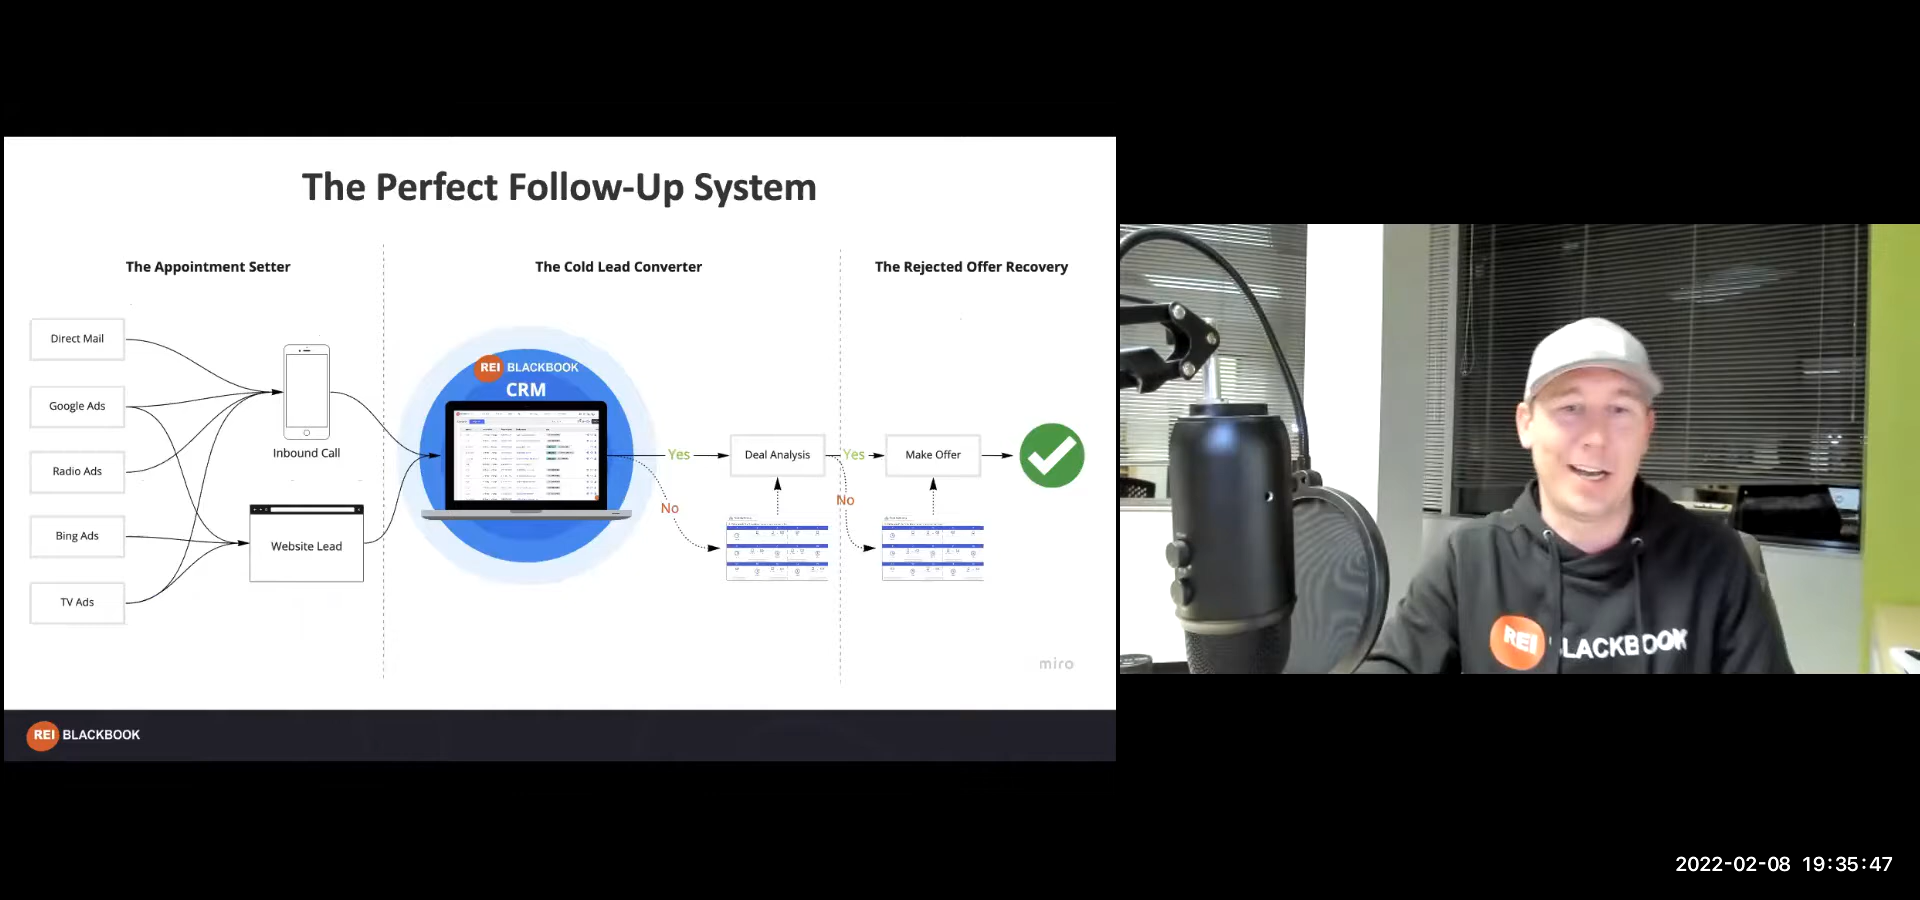 The Perfect Follow-Up System
The Appointment Setter
The Cold Lead Converter
The Rejected Offer Recovery
Direct Mail
Google Ads
Radio Ads
Bing Ads
TV Ads
Inbound Call
Website Lead
REI BLACKBOOK
CRM
Yes
No
Deal Analysis
Yes
No
Make Offer
miro
REI BLACKBOOK
REI BLACKBOOK
2022-02-08 19:35:47